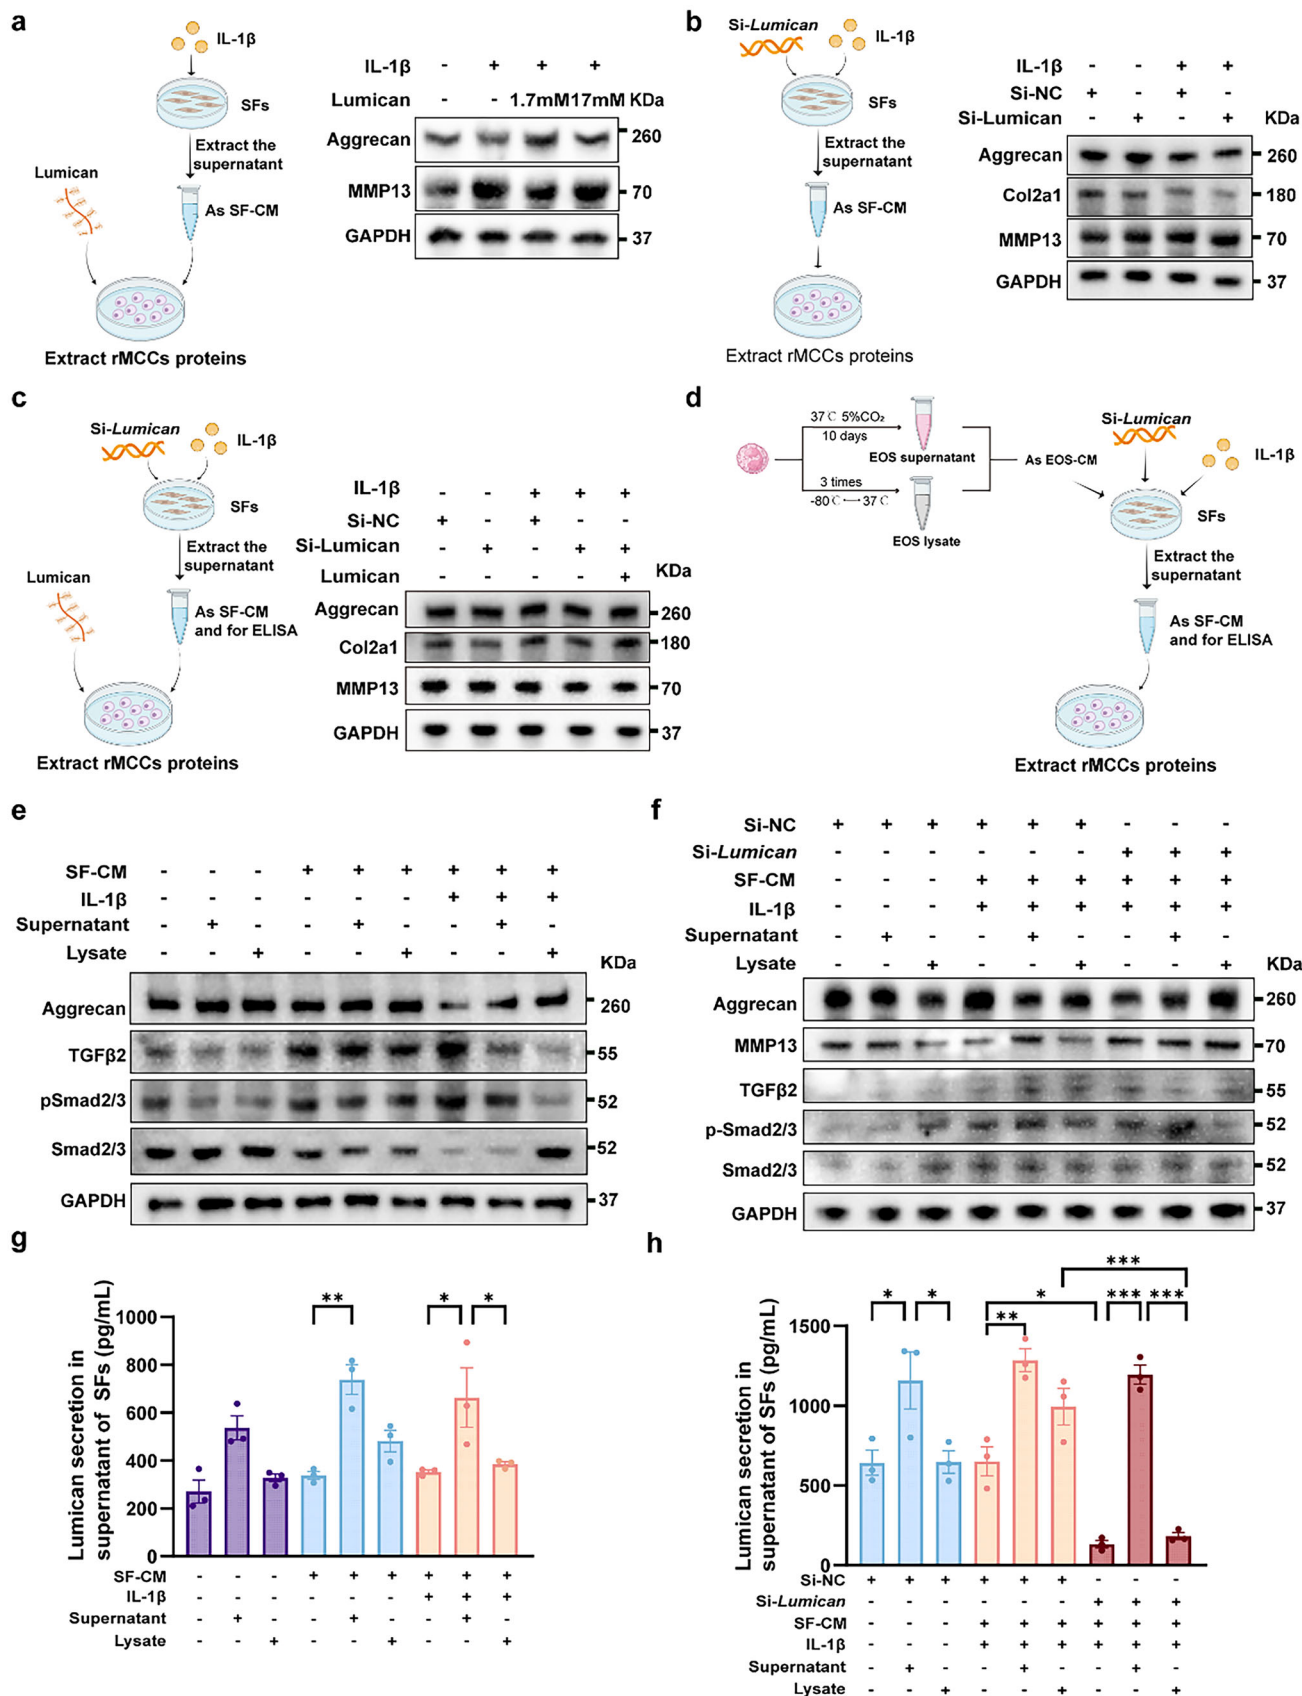 a
IL-1β
SFs
Extract the
supernatant
Lumican
As SF-CM
Extract rMCCs proteins
IL-1β - + + +
Lumican - - 1.7mM 17mM KDa
Aggrecan 260
MMP13 70
GAPDH 37
b
Si-Lumican
IL-1β
SFs
Extract the
supernatant
As SF-CM
Extract rMCCs proteins
IL-1β - - + +
Si-NC + - + -
Si-Lumican - + - + KDa
Aggrecan 260
Col2a1 180
MMP13 70
GAPDH 37
c
Si-Lumican
IL-1β
SFs
Extract the
supernatant
Lumican
As SF-CM
and for ELISA
Extract rMCCs proteins
IL-1β - - + + +
Si-NC + - + - -
Si-Lumican - + - + +
Lumican - - - - + KDa
Aggrecan 260
Col2a1 180
MMP13 70
GAPDH 37
d
37℃ 5%CO₂
10 days
EOS supernatant
3 times
-80℃ ⟷ 37℃
EOS lysate
As EOS-CM
Si-Lumican
IL-1β
SFs
Extract the
supernatant
As SF-CM
and for ELISA
Extract rMCCs proteins
e
SF-CM - - - + + + + + +
IL-1β - - - - - - + + +
Supernatant - + - - + - - + -
Lysate - - + - - + - - +
KDa
Aggrecan 260
TGFβ2 55
pSmad2/3 52
Smad2/3 52
GAPDH 37
f
Si-NC + + + + + + - - -
Si-Lumican - - - - - - + + +
SF-CM - - - + + + + + +
IL-1β - - - + + + + + +
Supernatant - + - - + - - + -
Lysate - - + - - + - - + KDa
Aggrecan 260
MMP13 70
TGFβ2 55
p-Smad2/3 52
Smad2/3 52
GAPDH 37
g
Lumican secretion in
supernatant of SFs (pg/mL)
1000
800
600
400
200
0
** * *
SF-CM - - - + + + + + +
IL-1β - - - - - - + + +
Supernatant - + - - + - - + -
Lysate - - + - - + - - +
h
Lumican secretion in
supernatant of SFs (pg/mL)
1500
1000
500
0
***
* * * *** ***
**
Si-NC + + + + + + - - -
Si-Lumican - - - - - - + + +
SF-CM - - - + + + + + +
IL-1β - - - + + + + + +
Supernatant - + - - + - - + -
Lysate - - + - - + - - +